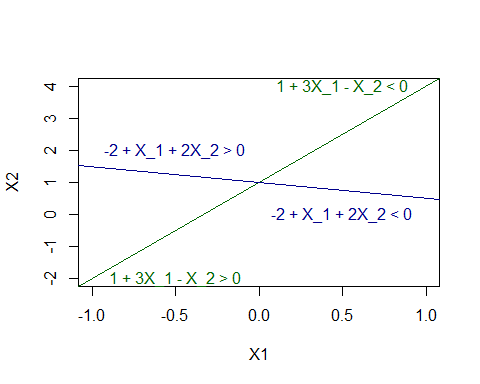 1 + 3X_1 - X_2 < 0
-2 + X_1 + 2X_2 > 0
-2 + X_1 + 2X_2 < 0
1 + 3X_1 - X_2 > 0
X2
4
3
2
1
0
-1
-2
-1.0 -0.5 0.0 0.5 1.0
X1